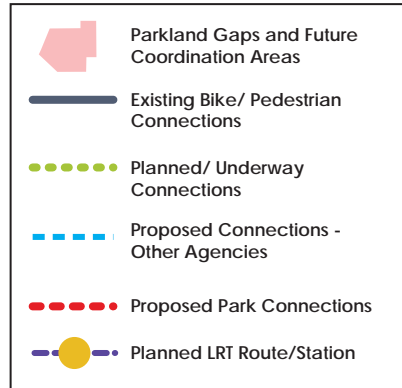 Parkland Gaps and Future
Coordination Areas
Existing Bike/ Pedestrian
Connections
Planned/ Underway
Connections
Proposed Connections -
Other Agencies
Proposed Park Connections
Planned LRT Route/Station